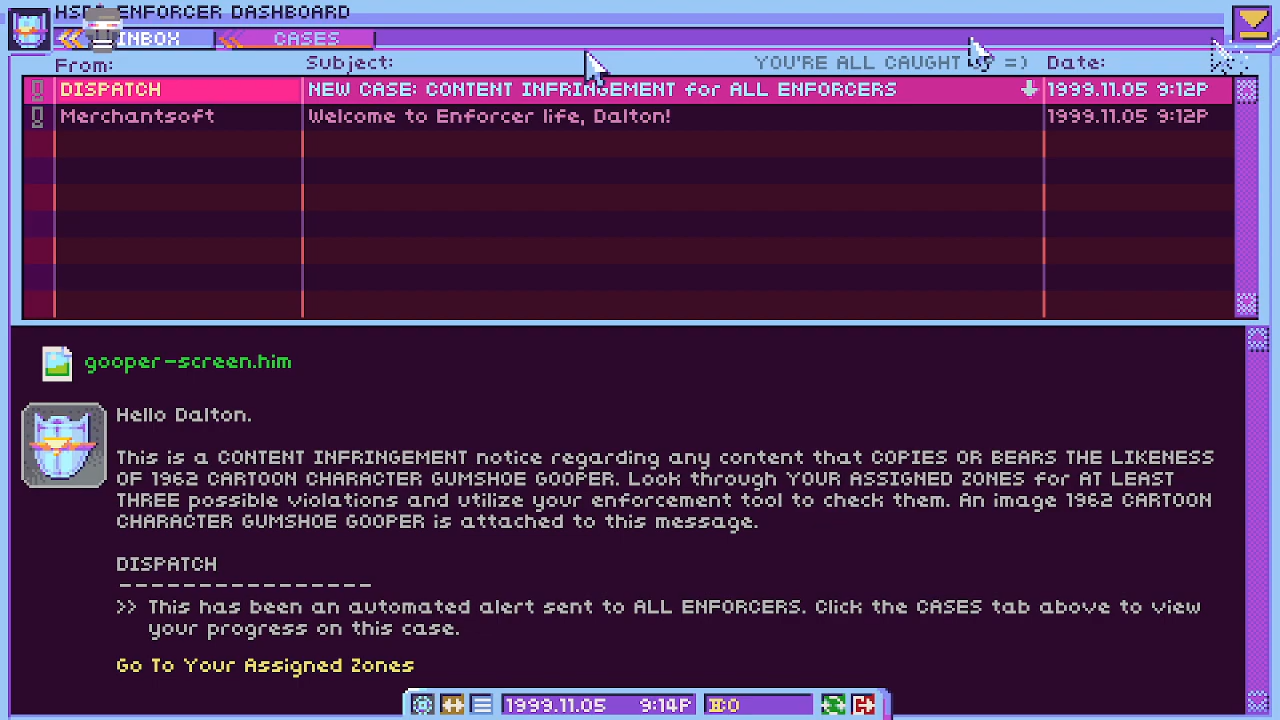 HSPD ENFORCER DASHBOARD
INBOX CASES
From: Subject: YOU'RE ALL CAUGHT UP =) Date:
DISPATCH NEW CASE: CONTENT INFRINGEMENT for ALL ENFORCERS 1999.11.05 9:12P
Merchantsoft Welcome to Enforcer life, Dalton! 1999.11.05 9:12P
gooper-screen.him
Hello Dalton.
This is a CONTENT INFRINGEMENT notice regarding any content that COPIES OR BEARS THE LIKENESS
OF 1962 CARTOON CHARACTER GUMSHOE GOOPER. Look through YOUR ASSIGNED ZONES for AT LEAST
THREE possible violations and utilize your enforcement tool to check them. An image 1962 CARTOON
CHARACTER GUMSHOE GOOPER is attached to this message.
DISPATCH
----------------
>> This has been an automated alert sent to ALL ENFORCERS. Click the CASES tab above to view
your progress on this case.
Go To Your Assigned Zones
1999.11.05 9:14P 0